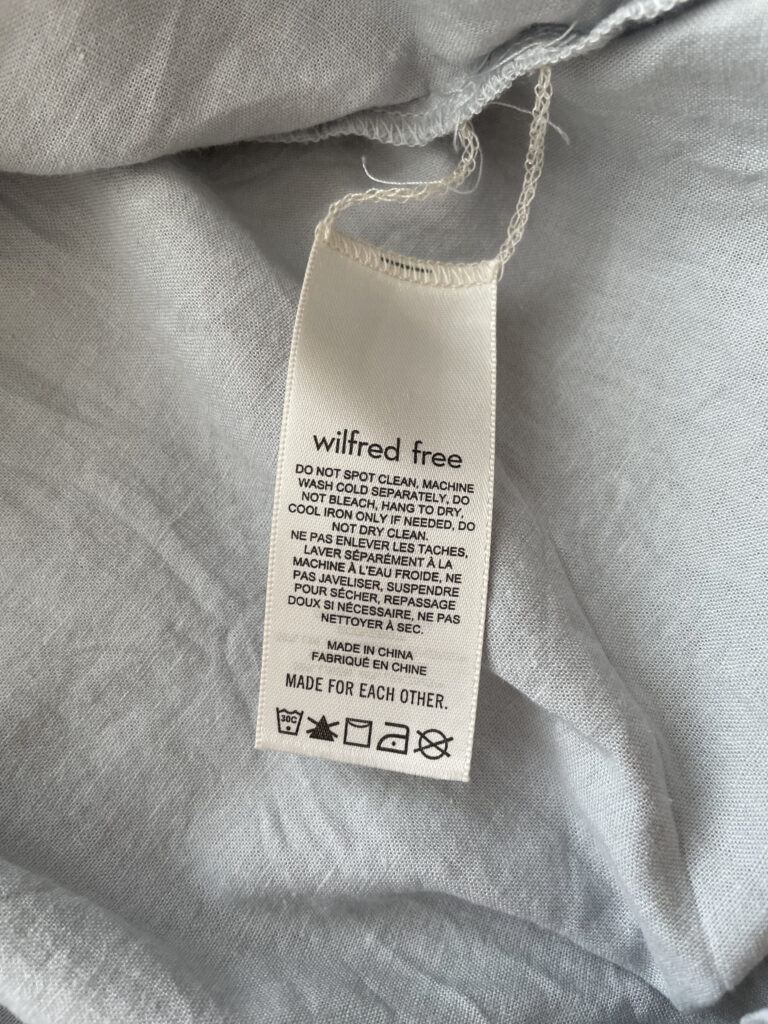 wilfred free
DO NOT SPOT CLEAN, MACHINE
WASH COLD SEPARATELY, DO
NOT BLEACH, HANG TO DRY,
COOL IRON ONLY IF NEEDED, DO
NOT DRY CLEAN.
NE PAS ENLEVER LES TACHES,
LAVER SÉPARÉMENT À LA
MACHINE À L'EAU FROIDE, NE
PAS JAVELISER, SUSPENDRE
POUR SÉCHER, REPASSAGE
DOUX SI NÉCESSAIRE, NE PAS
NETTOYER À SEC.
MADE IN CHINA
FABRIQUÉ EN CHINE
MADE FOR EACH OTHER.
30C